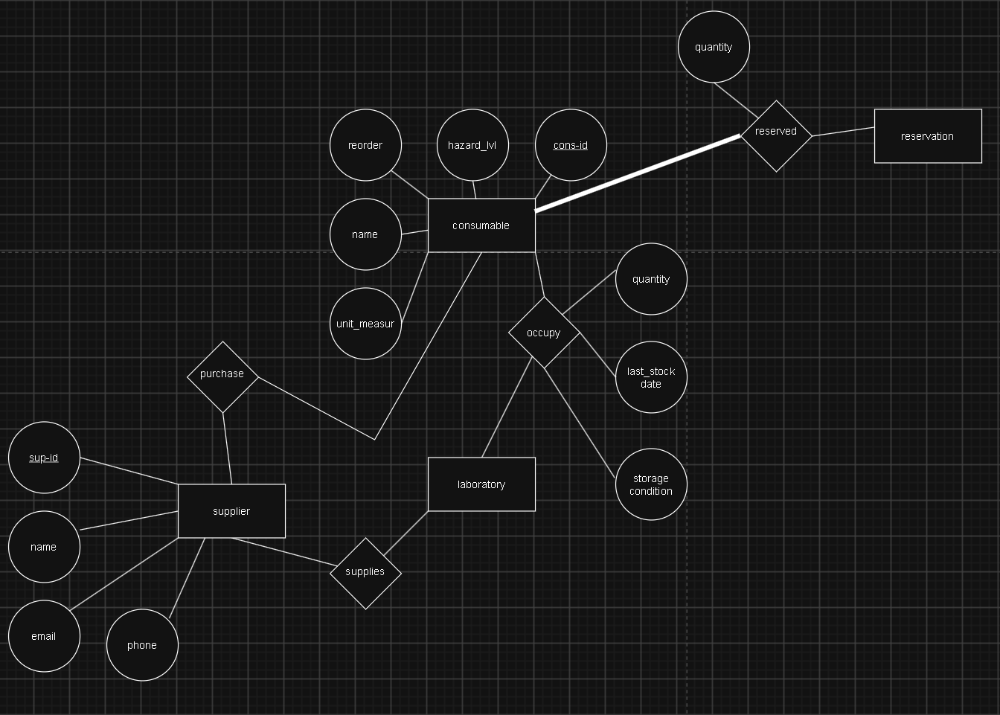 quantity
reserved
reservation
reorder
hazard_lvl
cons-id
name
consumable
unit_measur
quantity
occupy
last_stock
date
purchase
sup-id
supplier
laboratory
storage
condition
name
supplies
email
phone